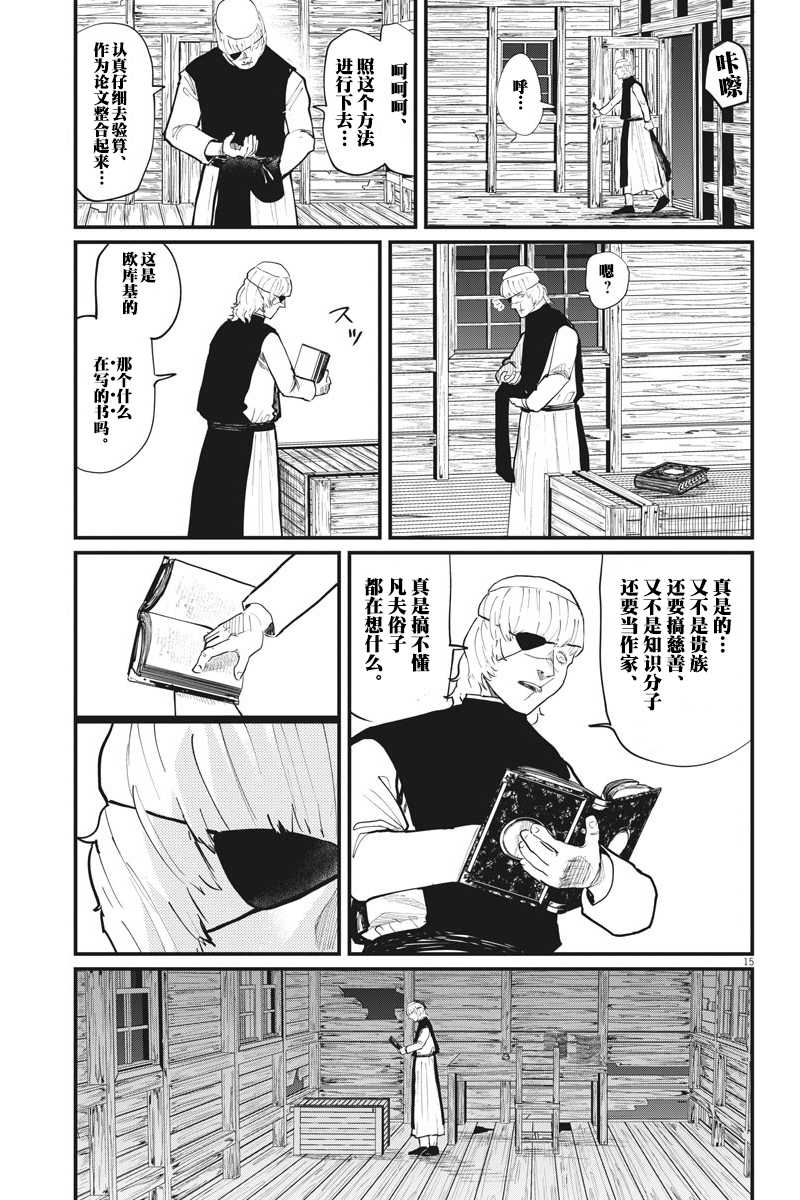 咔嚓
呼…
呵呵呵、
照这个方法
进行下去…
认真仔细去验算、
作为论文整合起来…
嗯?
スッ
这是
欧库基的
那个什么
在写的书吗。
真是的…
又不是贵族
还要搞慈善、
又不是知识分子
还要当作家、
真是搞不懂
凡夫俗子
都在想什么。
15